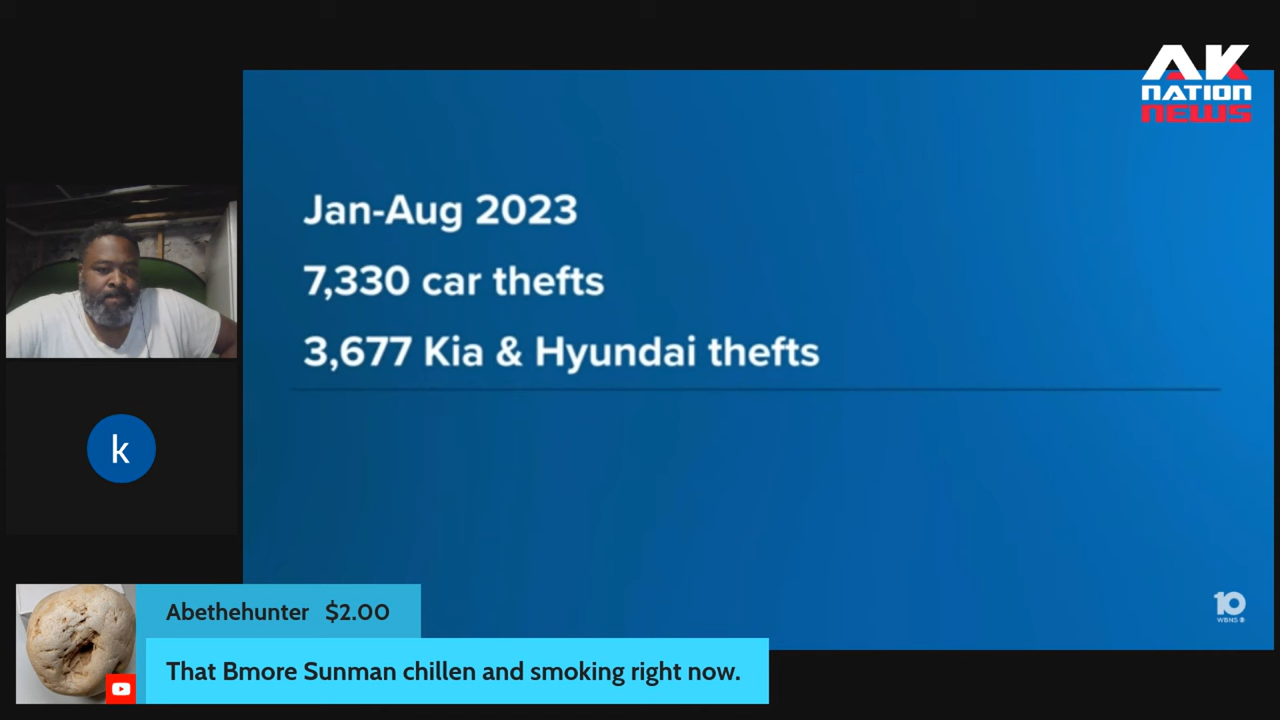 AK
NATION
NEWS
Jan-Aug 2023
7,330 car thefts
3,677 Kia & Hyundai thefts
k
10
WBNS
Abethehunter $2.00
That Bmore Sunman chillen and smoking right now.